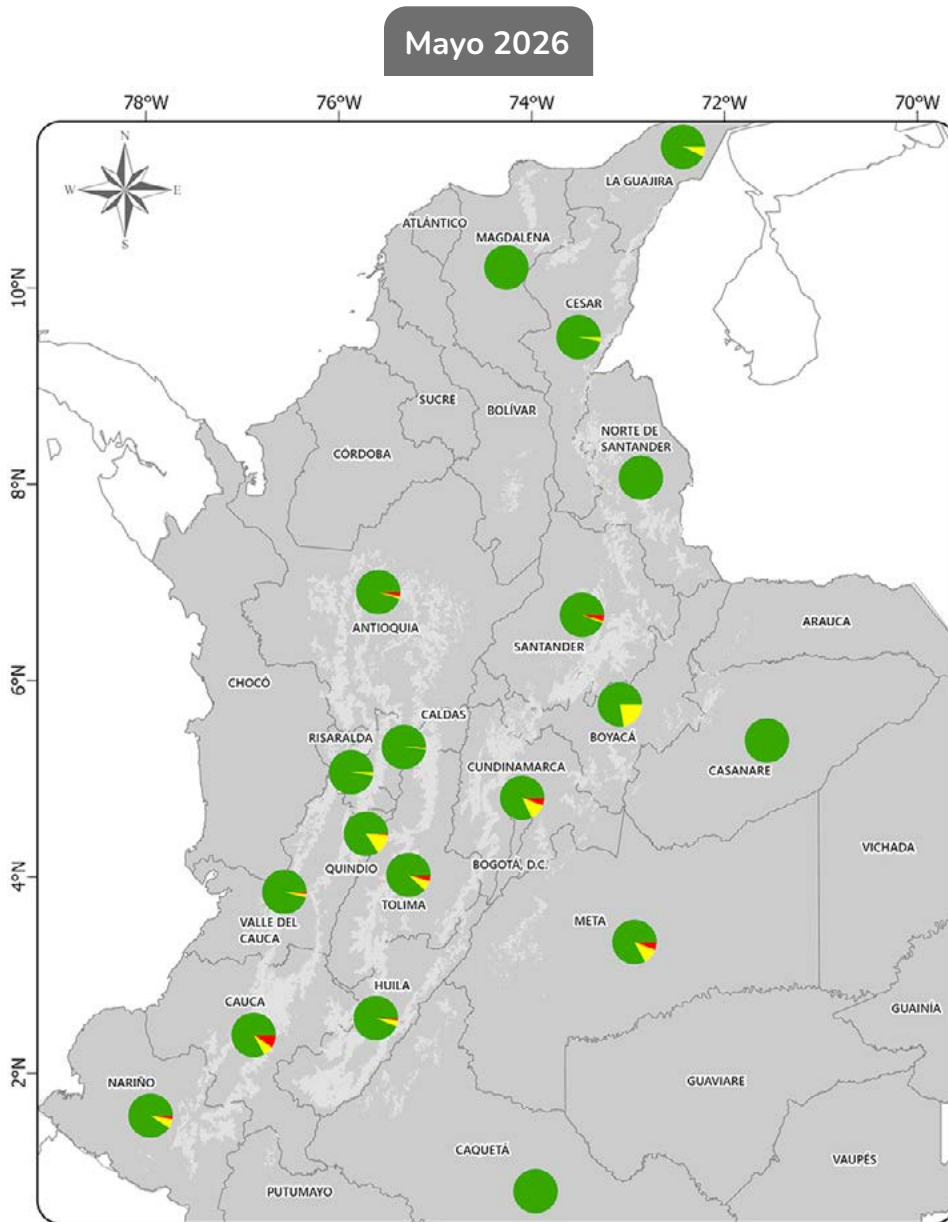 Mayo 2026
78°W
76°W
74°W
72°W
70°W
N
W
E
S
LA GUAJIRA
ATLÁNTICO
MAGDALENA
10°N
CESAR
SUCRE
BOLÍVAR
NORTE DE
SANTANDER
CÓRDOBA
8°N
ANTIOQUIA
SANTANDER
ARAUCA
6°N
CHOCÓ
CALDAS
RISARALDA
BOYACÁ
CUNDINAMARCA
CASANARE
VICHADA
4°N
QUINDIO
BOGOTÁ, D.C.
TOLIMA
VALLE DEL
CAUCA
META
HUILA
CAUCA
GUAINÍA
2°N
NARIÑO
GUAVIARE
CAQUETÁ
VAUPÉS
PUTUMAYO